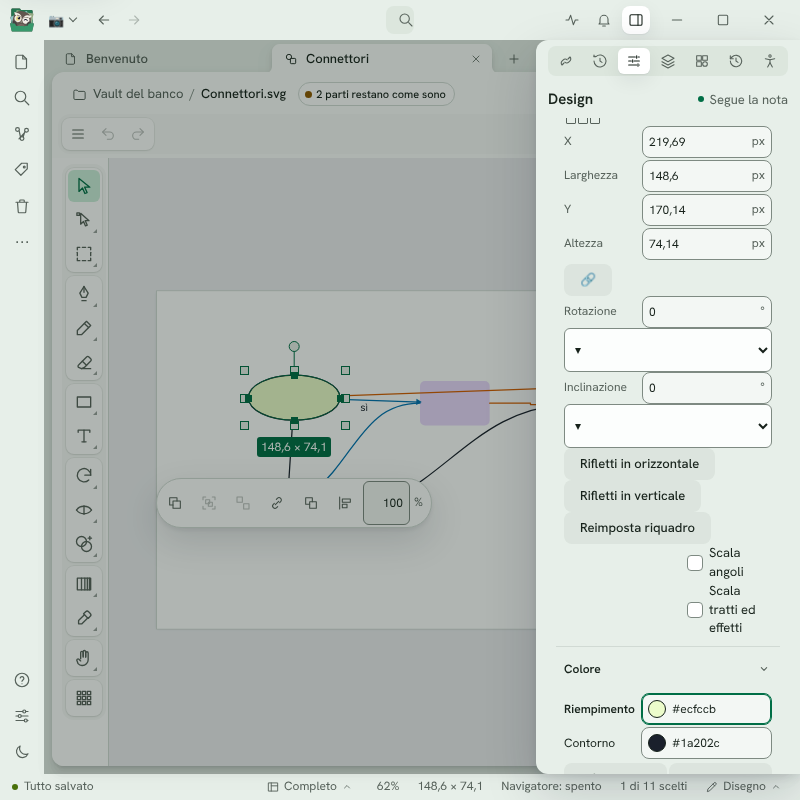 Benvenuto
Connettori
Vault del banco / Connettori.svg
2 parti restano come sono
Design
Segue la nota
X
219,69 px
Larghezza
148,6 px
Y
170,14 px
Altezza
74,14 px
Rotazione
0 °
Inclinazione
0 °
Rifletti in orizzontale
Rifletti in verticale
Reimposta riquadro
Scala angoli
Scala tratti ed effetti
Colore
Riempimento
#ecfccb
Contorno
#1a202c
sì
148,6 × 74,1
100 %
Tutto salvato
Completo
62%
148,6 × 74,1
Navigatore: spento
1 di 11 scelti
Disegno